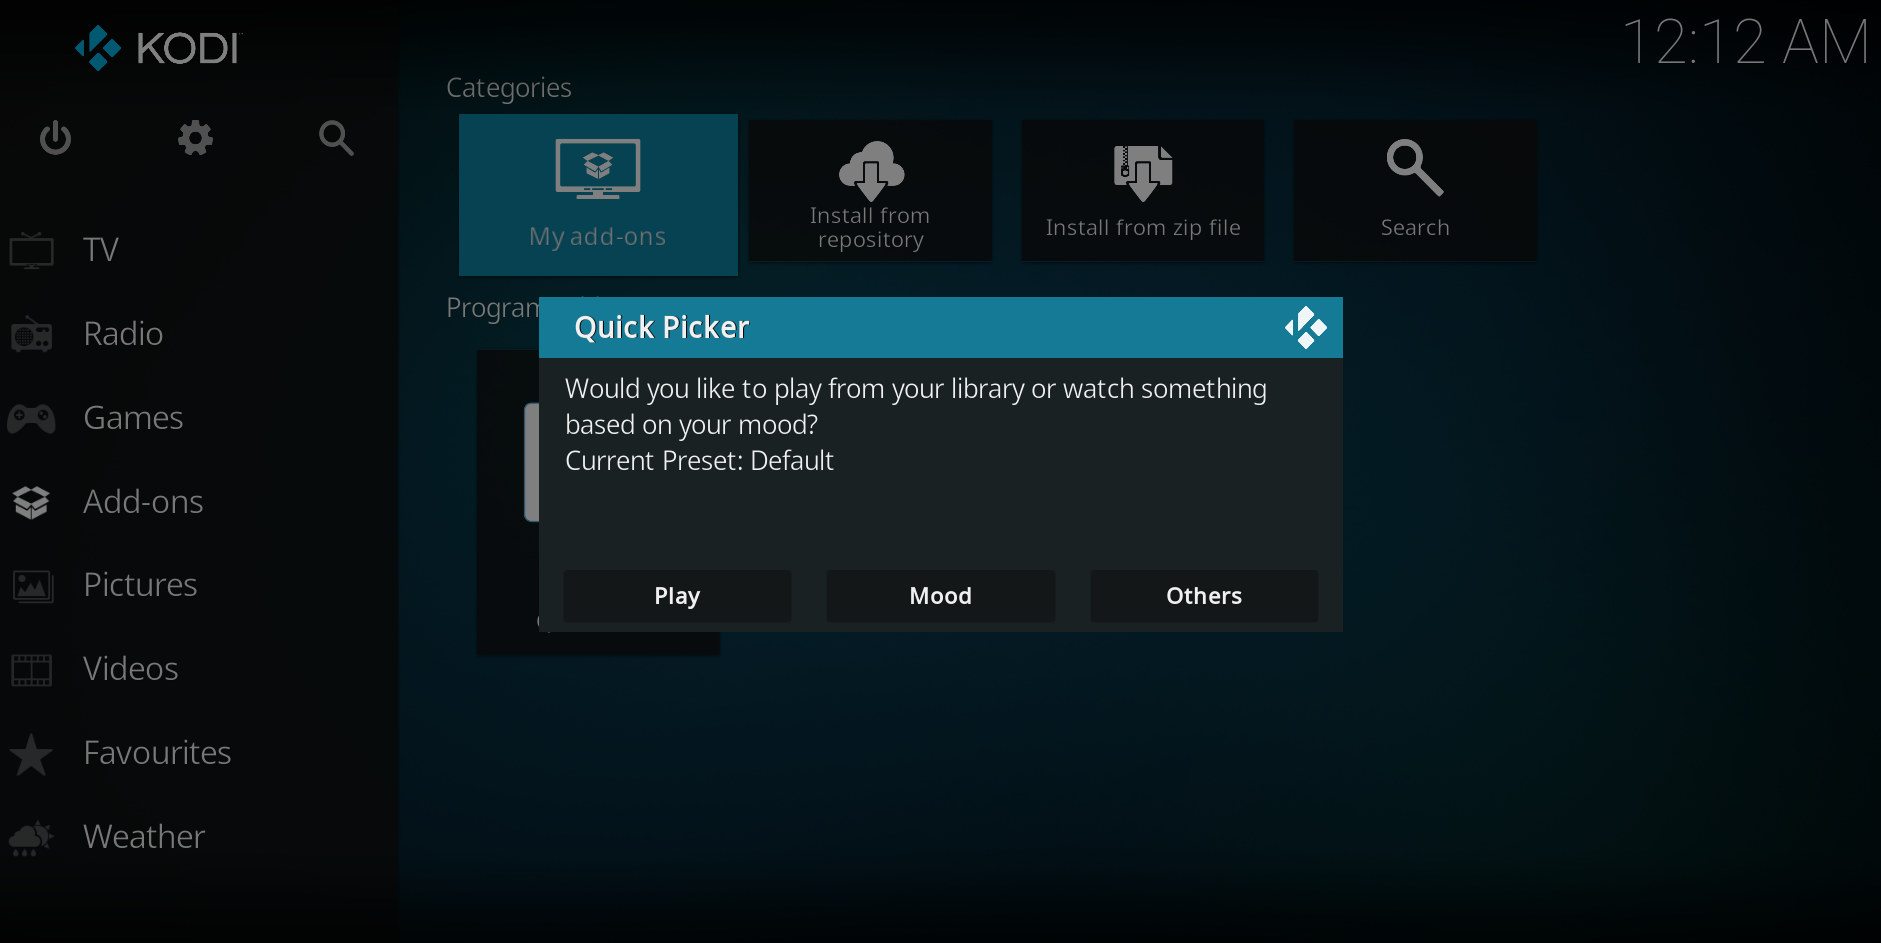 KODI
12:12 AM
Categories
My add-ons
Install from
repository
Install from zip file
Search
TV
Radio
Games
Add-ons
Pictures
Videos
Favourites
Weather
Quick Picker
Would you like to play from your library or watch something
based on your mood?
Current Preset: Default
Play
Mood
Others